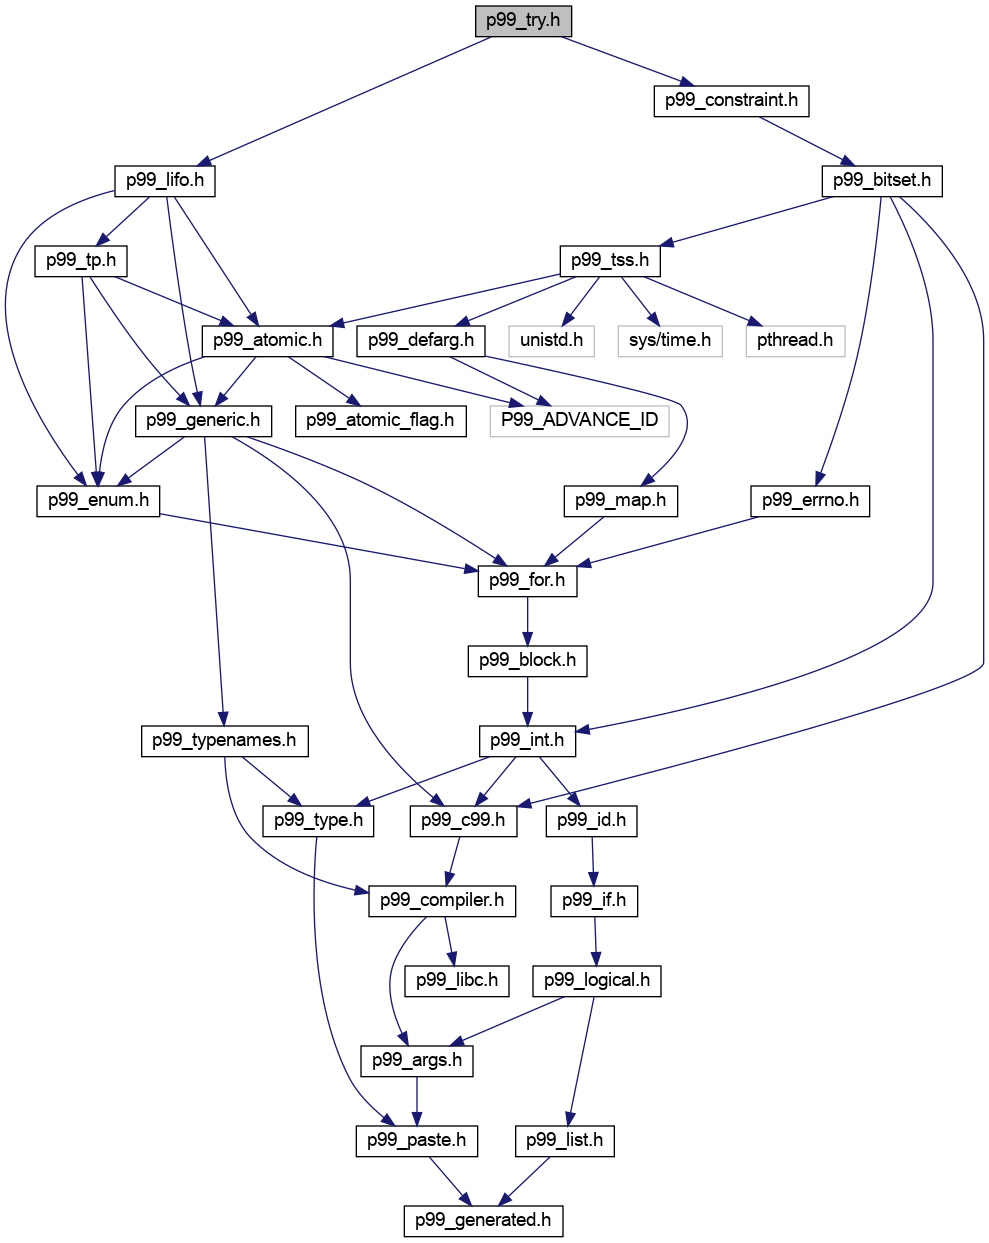 p99_try.h
p99_constraint.h
p99_lifo.h
p99_bitset.h
p99_tp.h
p99_tss.h
p99_atomic.h
p99_defarg.h
unistd.h
sys/time.h
pthread.h
p99_generic.h
p99_atomic_flag.h
P99_ADVANCE_ID
p99_enum.h
p99_map.h
p99_errno.h
p99_for.h
p99_block.h
p99_typenames.h
p99_int.h
p99_type.h
p99_c99.h
p99_id.h
p99_compiler.h
p99_if.h
p99_libc.h
p99_logical.h
p99_args.h
p99_paste.h
p99_list.h
p99_generated.h